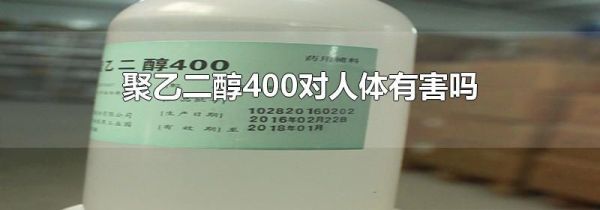 乙二醇400
药用辅料
聚乙二醇400对人体有害吗
102820160202
[生产日期] 2016年02月22日
[有效期]至 2018年01月